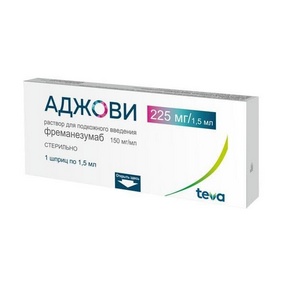 АДЖОВИ 225 мг/1,5 мл
раствор для подкожного введения
фреманезумаб 150 мг/мл
СТЕРИЛЬНО
1 шприц по 1,5 мл
Открыть здесь
teva